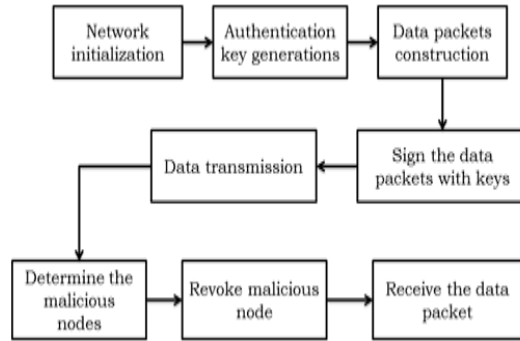 Network
initialization
Authentication
key generations
Data packets
construction
Sign the data
packets with keys
Data transmission
Determine the
malicious
nodes
Revoke malicious
node
Receive the data
packet